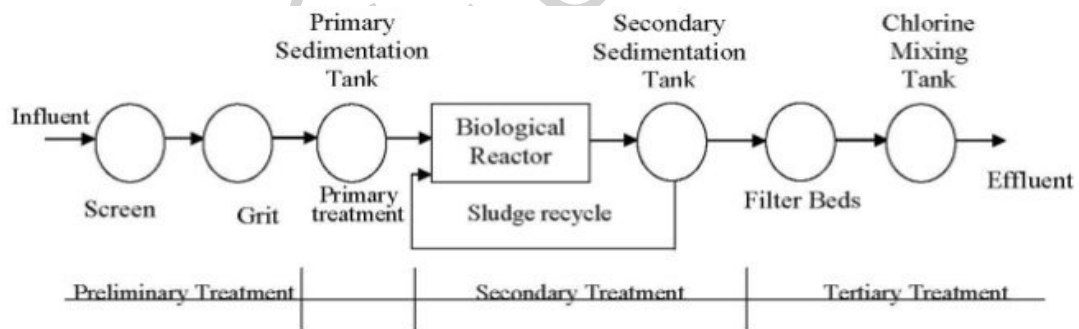 Primary
Sedimentation
Tank
Secondary
Sedimentation
Tank
Chlorine
Mixing
Tank
Influent
Biological
Reactor
Effluent
Screen
Grit
Primary
treatment
Sludge recycle
Filter Beds
Preliminary Treatment
Secondary Treatment
Tertiary Treatment